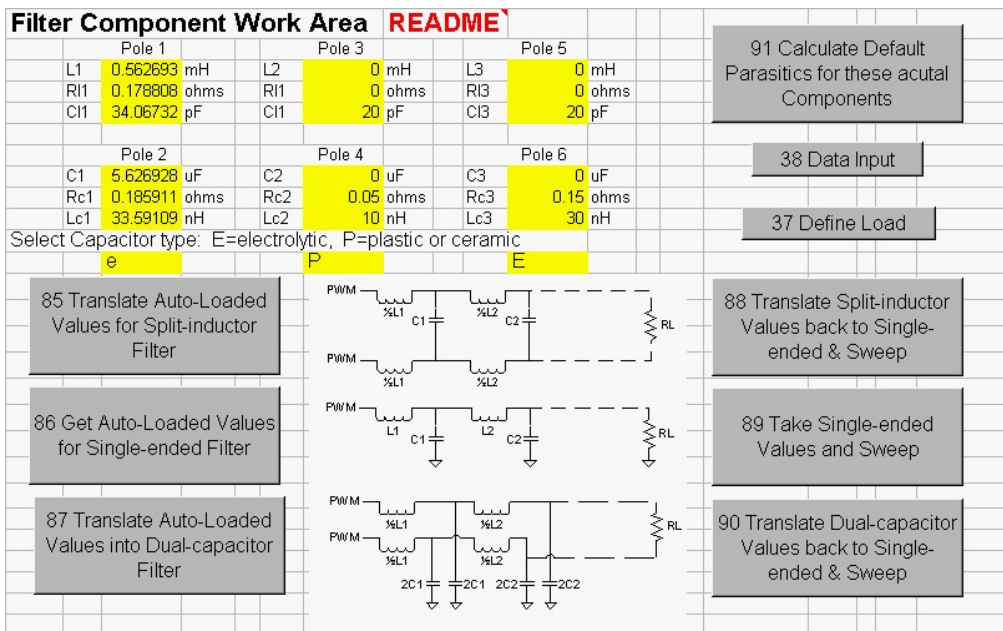 Filter Component Work Area README
Pole 1 Pole 3 Pole 5
L1 0.562693 mH L2 0 mH L3 0 mH
Rl1 0.178808 ohms Rl1 0 ohms Rl3 0 ohms
Cl1 34.06732 pF Cl1 20 pF Cl3 20 pF
Pole 2 Pole 4 Pole 6
C1 5.626928 uF C2 0 uF C3 0 uF
Rc1 0.185911 ohms Rc2 0.05 ohms Rc3 0.15 ohms
Lc1 33.59109 nH Lc2 10 nH Lc3 30 nH
Select Capacitor type: E=electrolytic, P=plastic or ceramic
e P E
91 Calculate Default
Parasitics for these acutal
Components
38 Data Input
37 Define Load
85 Translate Auto-Loaded
Values for Split-inductor
Filter
86 Get Auto-Loaded Values
for Single-ended Filter
87 Translate Auto-Loaded
Values into Dual-capacitor
Filter
PWM
½L1 ½L2
C1 C2 RL
PWM
½L1 ½L2
PWM
L1 L2
C1 C2 RL
PWM
½L1 ½L2 RL
PWM
½L1 ½L2
2C1 2C1 2C2 2C2
88 Translate Split-inductor
Values back to Single-
ended & Sweep
89 Take Single-ended
Values and Sweep
90 Translate Dual-capacitor
Values back to Single-
ended & Sweep